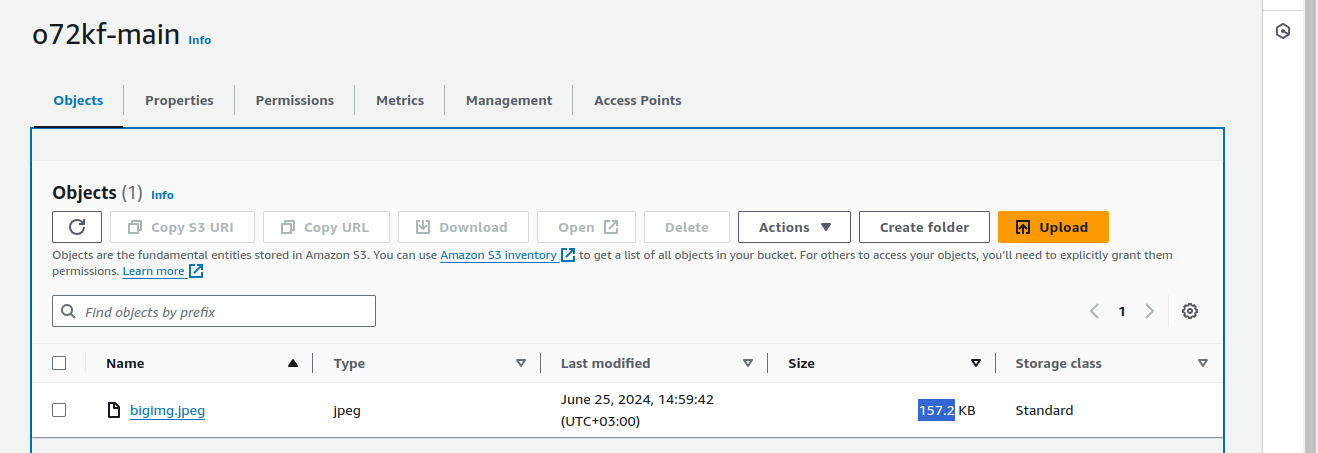 o72kf-main Info
Objects Properties Permissions Metrics Management Access Points
Objects (1) Info
Copy S3 URI Copy URL Download Open Delete Actions Create folder Upload
Objects are the fundamental entities stored in Amazon S3. You can use Amazon S3 inventory to get a list of all objects in your bucket. For others to access your objects, you'll need to explicitly grant them
permissions. Learn more
Find objects by prefix 1
Name Type Last modified Size Storage class
bigimg.jpeg jpeg June 25, 2024, 14:59:42 157.2 KB Standard
(UTC+03:00)